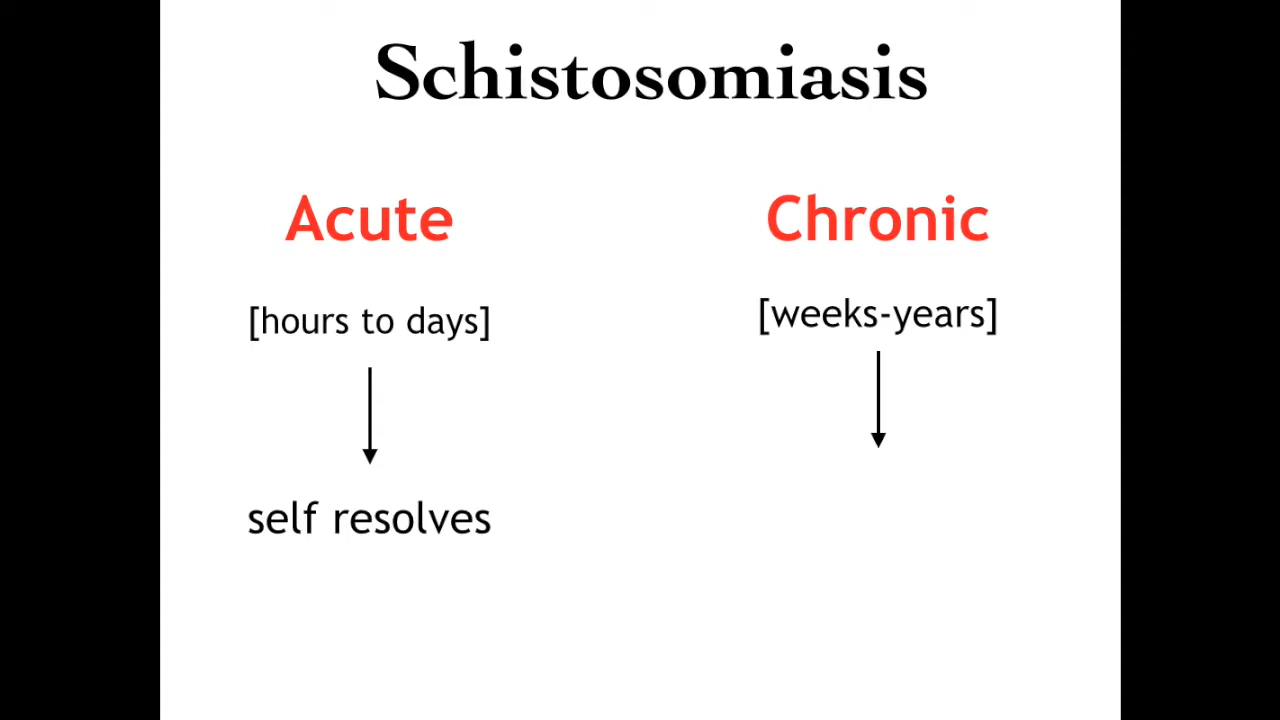 Schistosomiasis
Acute
Chronic
[hours to days]
[weeks-years]
self resolves